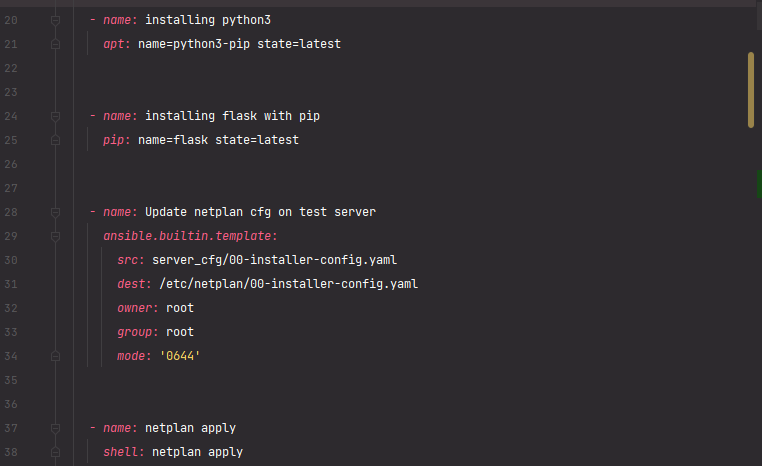 20 - name: installing python3
21 apt: name=python3-pip state=latest
22
23
24 - name: installing flask with pip
25 pip: name=flask state=latest
26
27
28 - name: Update netplan cfg on test server
29 ansible.builtin.template:
30 src: server_cfg/00-installer-config.yaml
31 dest: /etc/netplan/00-installer-config.yaml
32 owner: root
33 group: root
34 mode: '0644'
35
36
37 - name: netplan apply
38 shell: netplan apply